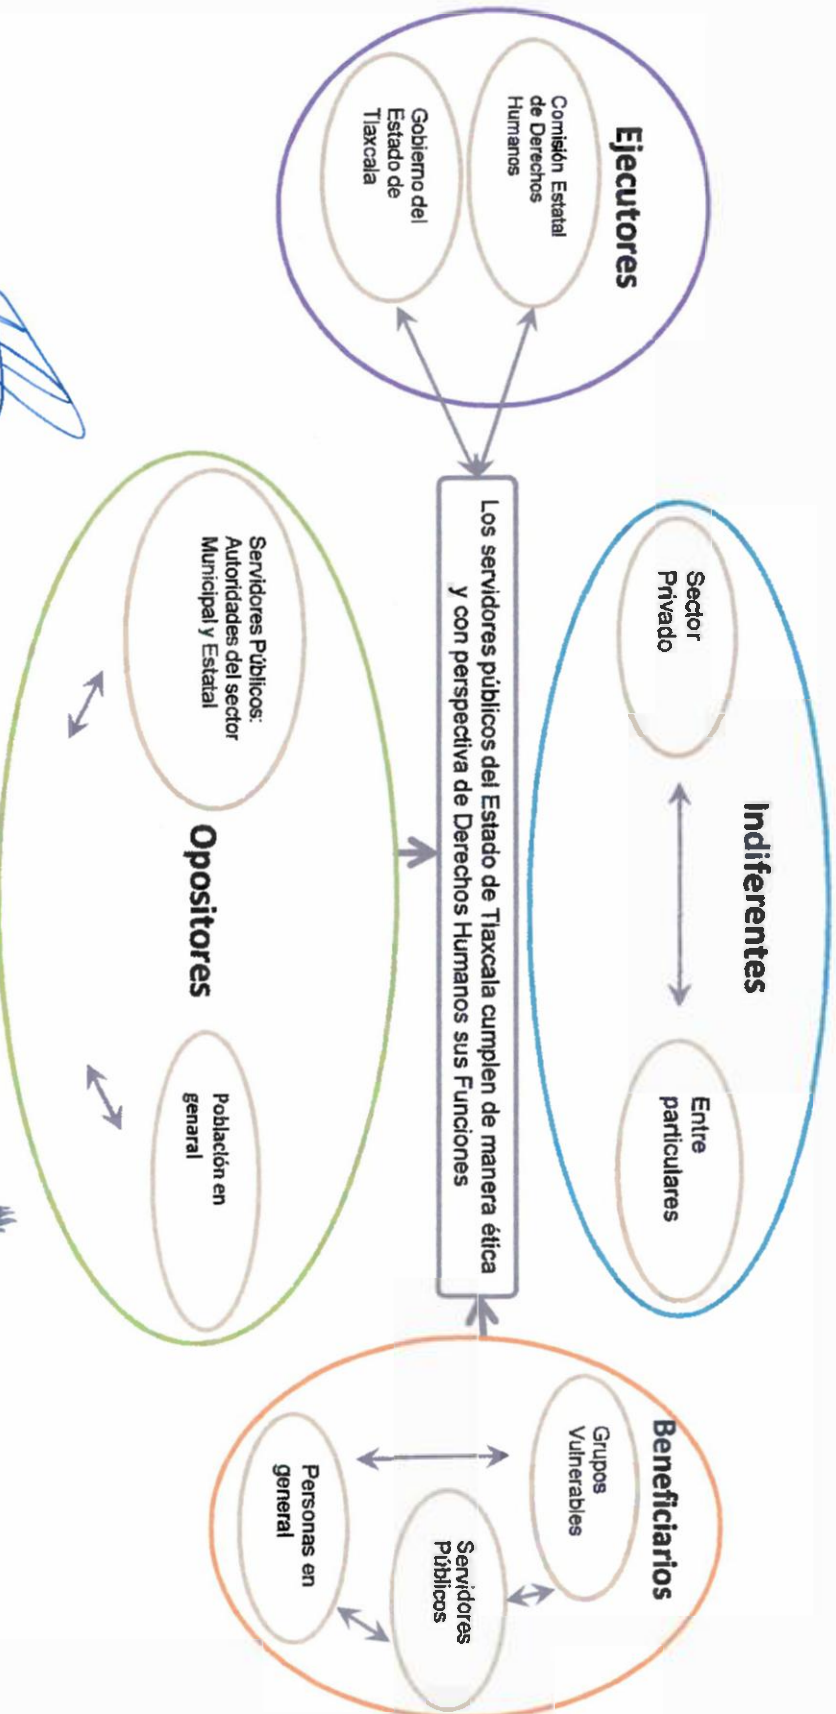 Ejecutores
Comisión Estatal
de Derechos
Humanos
Gobierno del
Estado de
Tlaxcala
Indiferentes
Sector
Privado
Entre
particulares
Los servidores públicos del Estado de Tlaxcala cumplen de manera ética
y con perspectiva de Derechos Humanos sus Funciones
Servidores Públicos:
Autoridades del sector
Municipal y Estatal
Opositores
Población en
genaral
Beneficiarios
Grupos
Vulnerables
Servidores
Públicos
Personas en
general